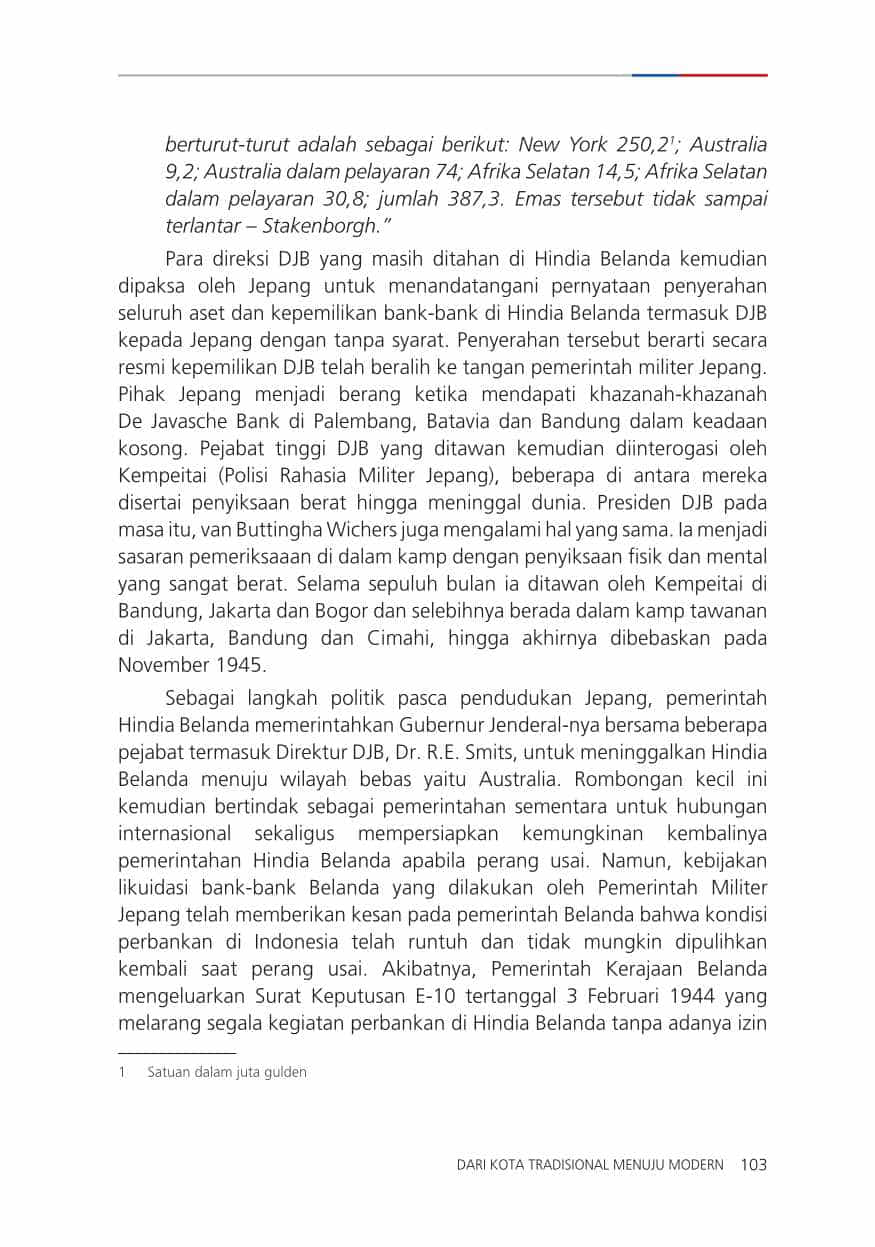 berturut-turut adalah sebagai berikut: New York 250,2¹; Australia
9,2; Australia dalam pelayaran 74; Afrika Selatan 14,5; Afrika Selatan
dalam pelayaran 30,8; jumlah 387,3. Emas tersebut tidak sampai
terlantar – Stakenborgh.”
Para direksi DJB yang masih ditahan di Hindia Belanda kemudian
dipaksa oleh Jepang untuk menandatangani pernyataan penyerahan
seluruh aset dan kepemilikan bank-bank di Hindia Belanda termasuk DJB
kepada Jepang dengan tanpa syarat. Penyerahan tersebut berarti secara
resmi kepemilikan DJB telah beralih ke tangan pemerintah militer Jepang.
Pihak Jepang menjadi berang ketika mendapati khazanah-khazanah
De Javasche Bank di Palembang, Batavia dan Bandung dalam keadaan
kosong. Pejabat tinggi DJB yang ditawan kemudian diinterogasi oleh
Kempeitai (Polisi Rahasia Militer Jepang), beberapa di antara mereka
disertai penyiksaan berat hingga meninggal dunia. Presiden DJB pada
masa itu, van Buttingha Wichers juga mengalami hal yang sama. Ia menjadi
sasaran pemeriksaaan di dalam kamp dengan penyiksaan fisik dan mental
yang sangat berat. Selama sepuluh bulan ia ditawan oleh Kempeitai di
Bandung, Jakarta dan Bogor dan selebihnya berada dalam kamp tawanan
di Jakarta, Bandung dan Cimahi, hingga akhirnya dibebaskan pada
November 1945.
Sebagai langkah politik pasca pendudukan Jepang, pemerintah
Hindia Belanda memerintahkan Gubernur Jenderal-nya bersama beberapa
pejabat termasuk Direktur DJB, Dr. R.E. Smits, untuk meninggalkan Hindia
Belanda menuju wilayah bebas yaitu Australia. Rombongan kecil ini
kemudian bertindak sebagai pemerintahan sementara untuk hubungan
internasional sekaligus mempersiapkan kemungkinan kembalinya
pemerintahan Hindia Belanda apabila perang usai. Namun, kebijakan
likuidasi bank-bank Belanda yang dilakukan oleh Pemerintah Militer
Jepang telah memberikan kesan pada pemerintah Belanda bahwa kondisi
perbankan di Indonesia telah runtuh dan tidak mungkin dipulihkan
kembali saat perang usai. Akibatnya, Pemerintah Kerajaan Belanda
mengeluarkan Surat Keputusan E-10 tertanggal 3 Februari 1944 yang
melarang segala kegiatan perbankan di Hindia Belanda tanpa adanya izin
1 Satuan dalam juta gulden
DARI KOTA TRADISIONAL MENUJU MODERN 103